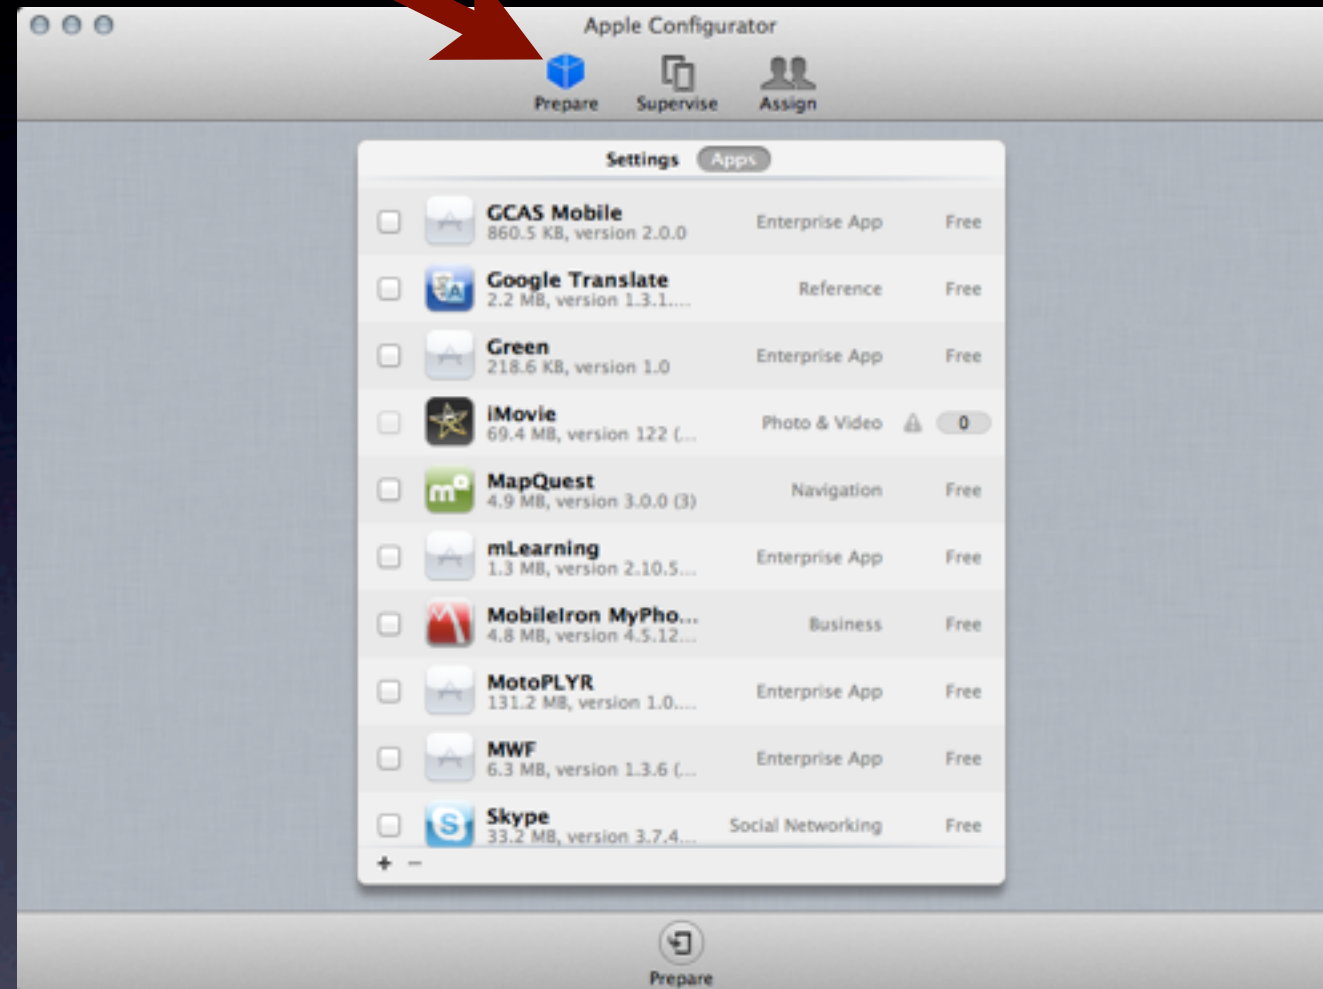 Apple Configurator
Prepare Supervise Assign
Settings Apps
GCAS Mobile Enterprise App Free
860.5 KB, version 2.0.0
Google Translate Reference Free
2.2 MB, version 1.3.1....
Green Enterprise App Free
218.6 KB, version 1.0
iMovie Photo & Video 0
69.4 MB, version 122 (...
MapQuest Navigation Free
4.9 MB, version 3.0.0 (3)
mLearning Enterprise App Free
1.3 MB, version 2.10.5...
MobileIron MyPho... Business Free
4.8 MB, version 4.5.12...
MotoPLYR Enterprise App Free
131.2 MB, version 1.0....
MWF Enterprise App Free
6.3 MB, version 1.3.6 (...
Skype Social Networking Free
33.2 MB, version 3.7.4...
Prepare